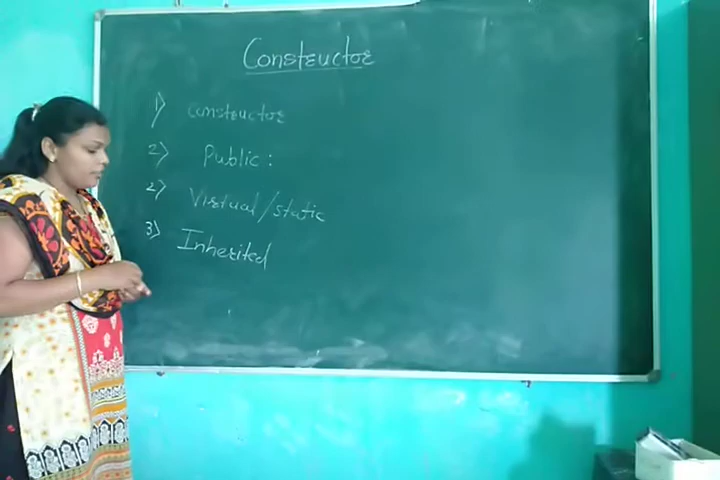 Constructor
1) constructor
2) Public :
2) Virtual/static
3) Inherited